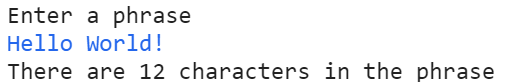 Enter a phrase
Hello World!
There are 12 characters in the phrase